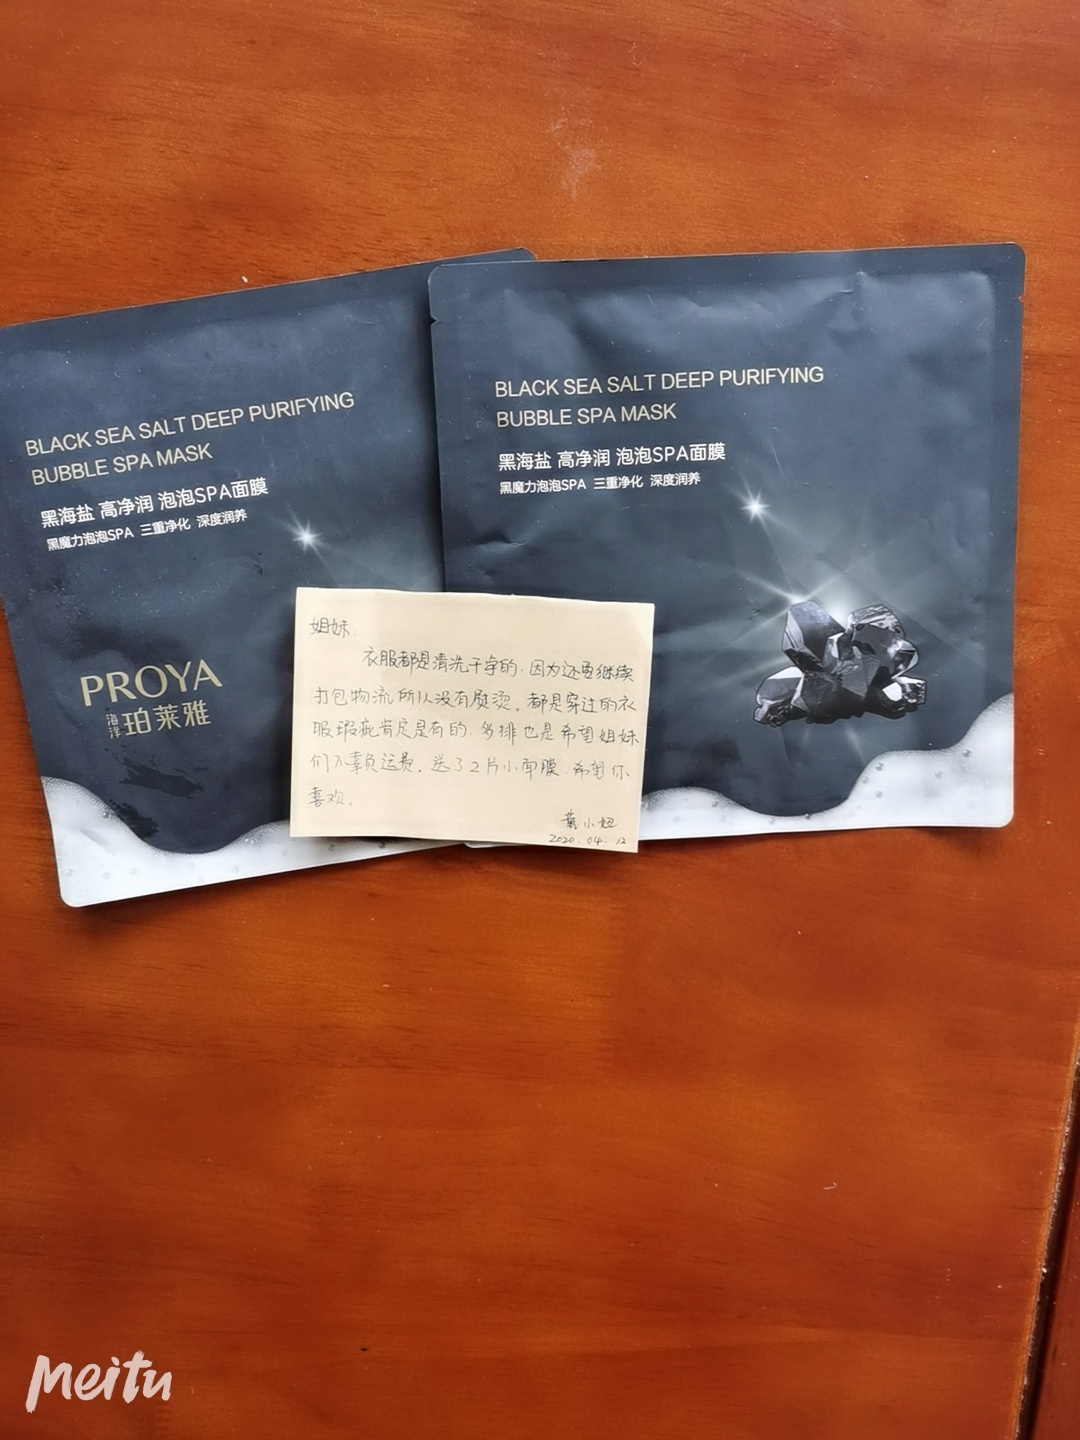 BLACK SEA SALT DEEP PURIFYING
BUBBLE SPA MASK
黑海盐 高净润 泡泡SPA面膜
黑魔力泡泡SPA 三重净化 深度润养
PROYA
海洋 珀莱雅
BLACK SEA SALT DEEP PURIFYING
BUBBLE SPA MASK
黑海盐 高净润 泡泡SPA面膜
黑魔力泡泡SPA 三重净化 深度润养
姐妹:
衣服都是清洗干净的.因为还要继续
打包物流所以没有熨烫。都是穿过的衣
服瑕疵肯定是有的.多排也是希望姐妹
们不辜负运费。送了2片小面膜.希望你
喜欢。
小妞
2020.04.12
Meitu